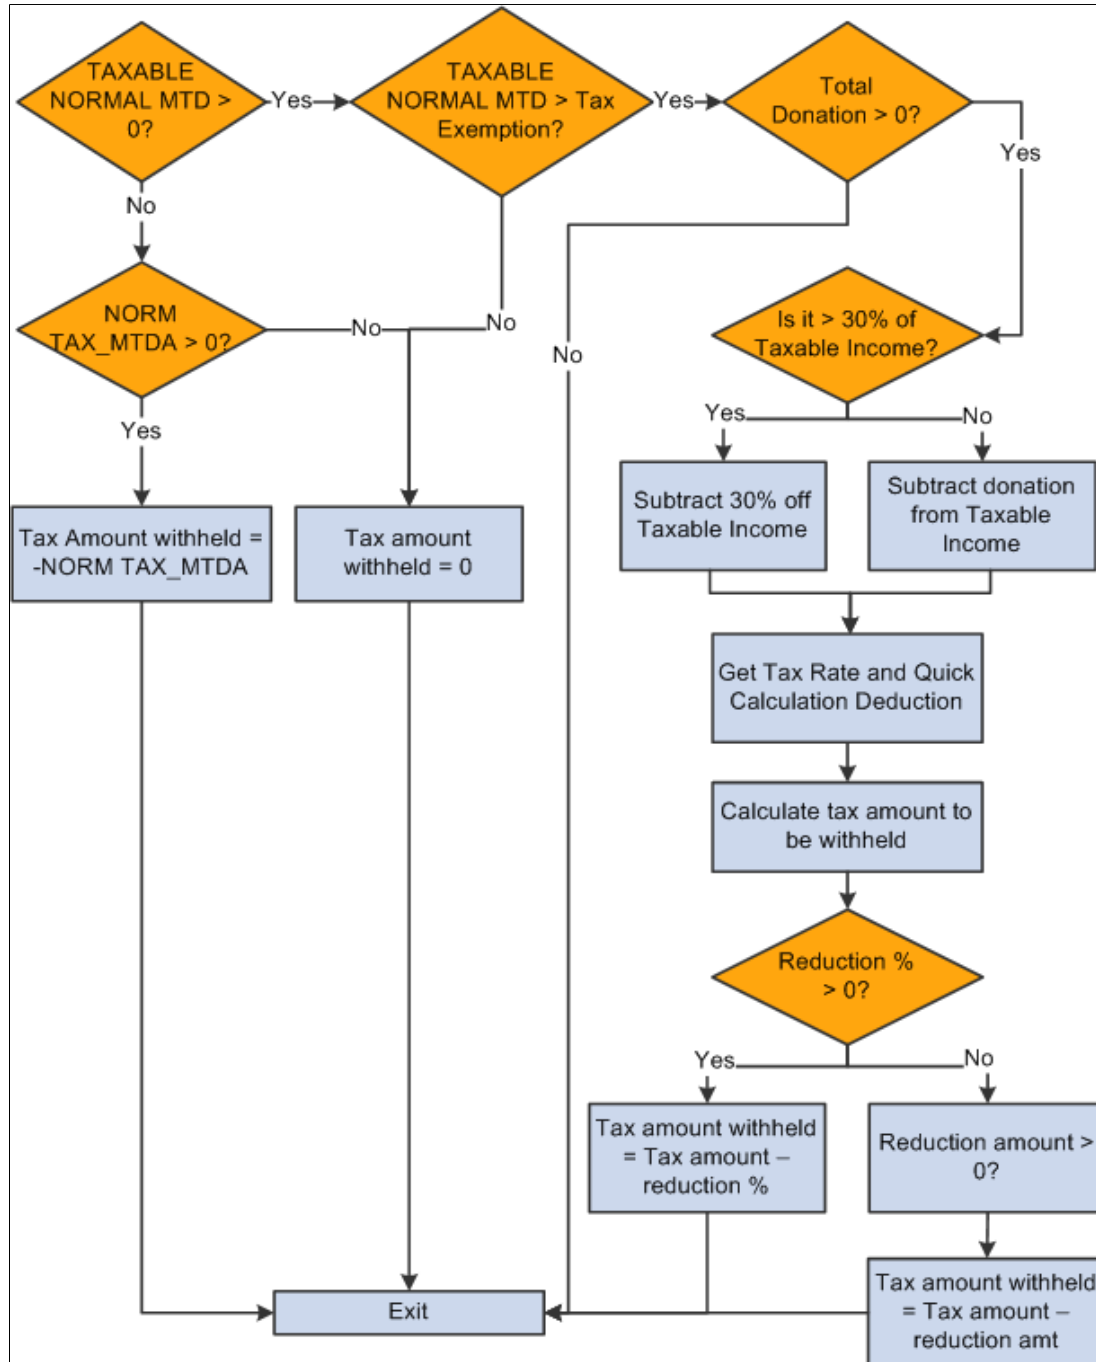 TAXABLE
NORMAL MTD >
0?
Yes
TAXABLE
NORMAL MTD > Tax
Exemption?
Yes
Total
Donation > 0?
Yes
No
NORM
TAX_MTDA > 0?
No
No
No
Is it > 30% of
Taxable Income?
Yes
Yes
No
Tax Amount withheld =
-NORM TAX_MTDA
Tax amount
withheld = 0
Subtract 30% off
Taxable Income
Subtract donation
from Taxable
Income
Get Tax Rate and Quick
Calculation Deduction
Calculate tax amount to
be withheld
Reduction %
> 0?
Yes
No
Tax amount withheld
= Tax amount –
reduction %
Reduction amount >
0?
Exit
Tax amount withheld
= Tax amount –
reduction amt